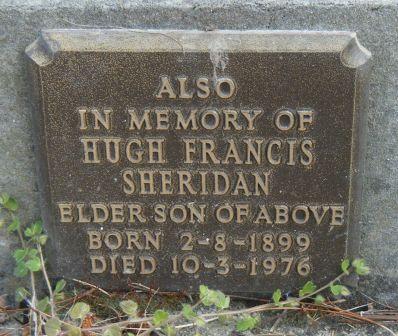 ALSO
IN MEMORY OF
HUGH FRANCIS
SHERIDAN
ELDER SON OF ABOVE
BORN 2-8-1899
DIED 10-3-1976